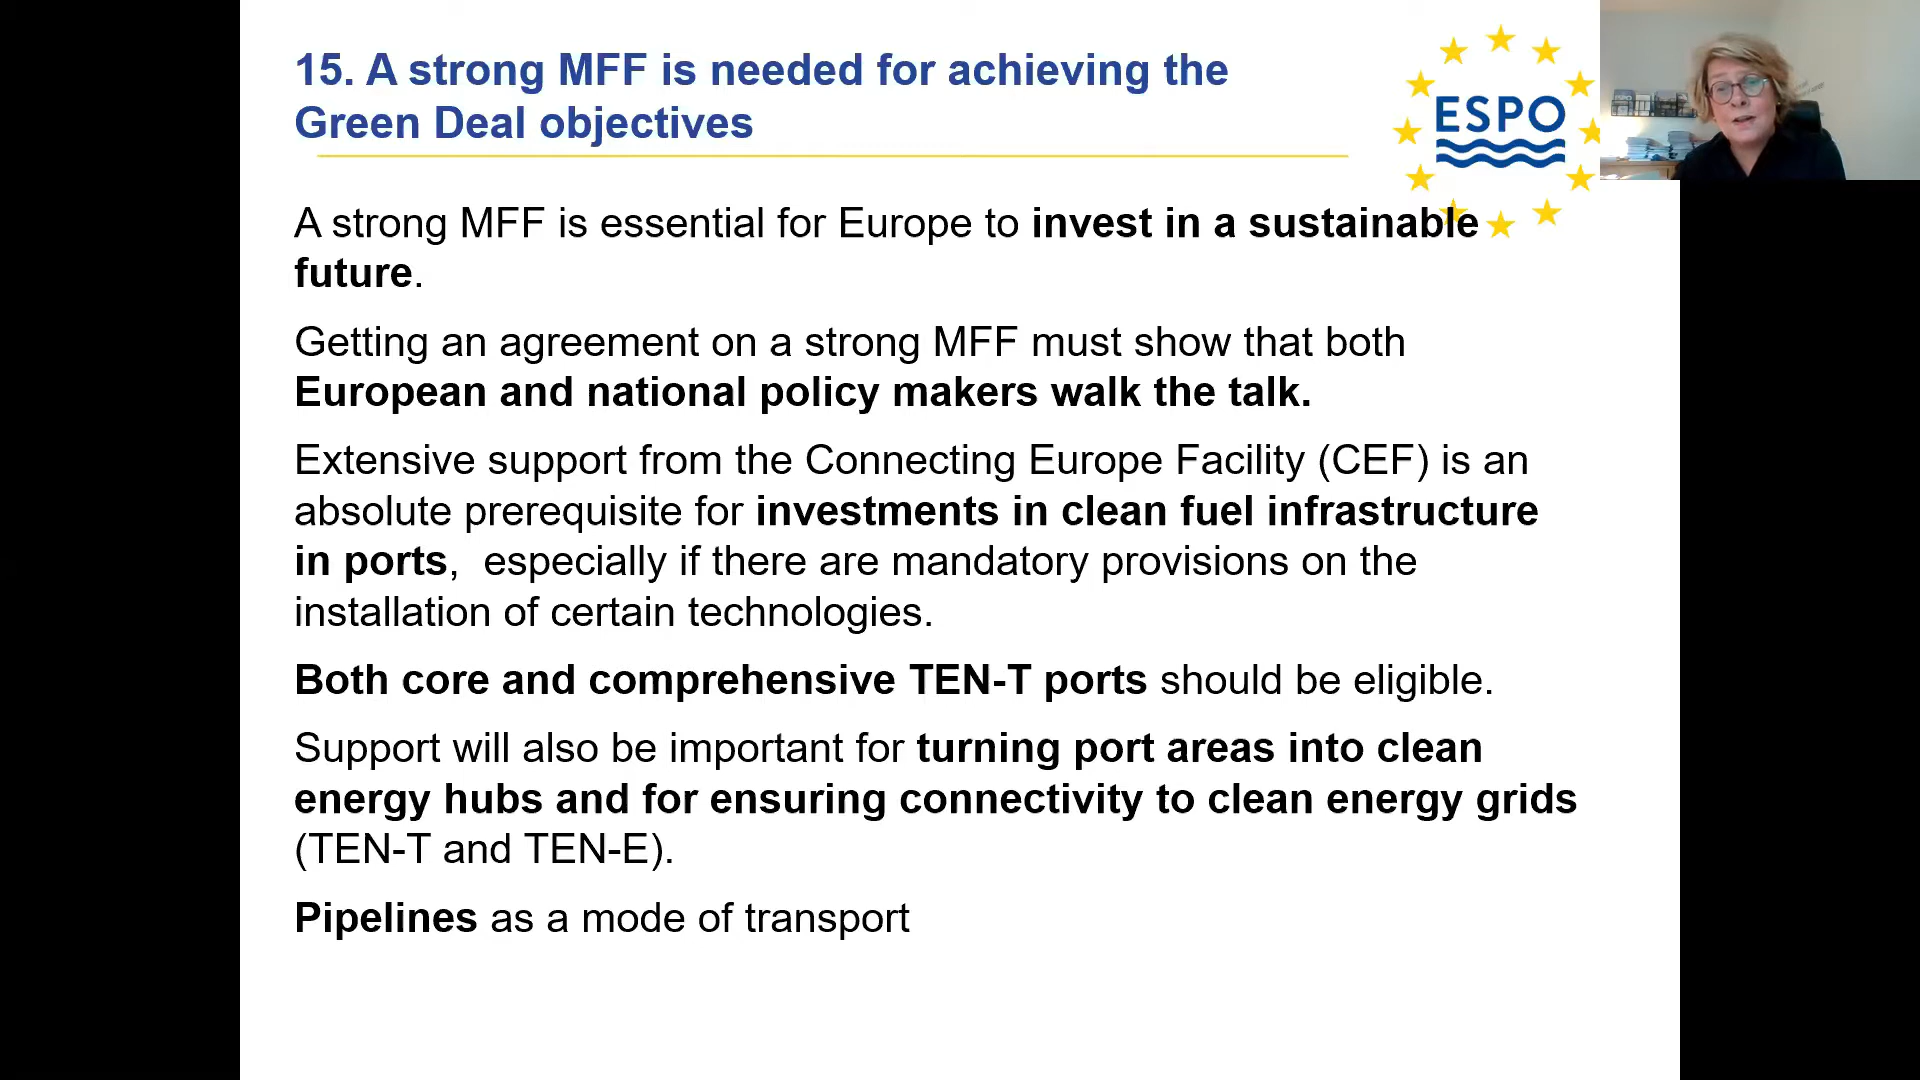 15. A strong MFF is needed for achieving the
Green Deal objectives
ESPO
A strong MFF is essential for Europe to invest in a sustainable
future.
Getting an agreement on a strong MFF must show that both
European and national policy makers walk the talk.
Extensive support from the Connecting Europe Facility (CEF) is an
absolute prerequisite for investments in clean fuel infrastructure
in ports, especially if there are mandatory provisions on the
installation of certain technologies.
Both core and comprehensive TEN-T ports should be eligible.
Support will also be important for turning port areas into clean
energy hubs and for ensuring connectivity to clean energy grids
(TEN-T and TEN-E).
Pipelines as a mode of transport